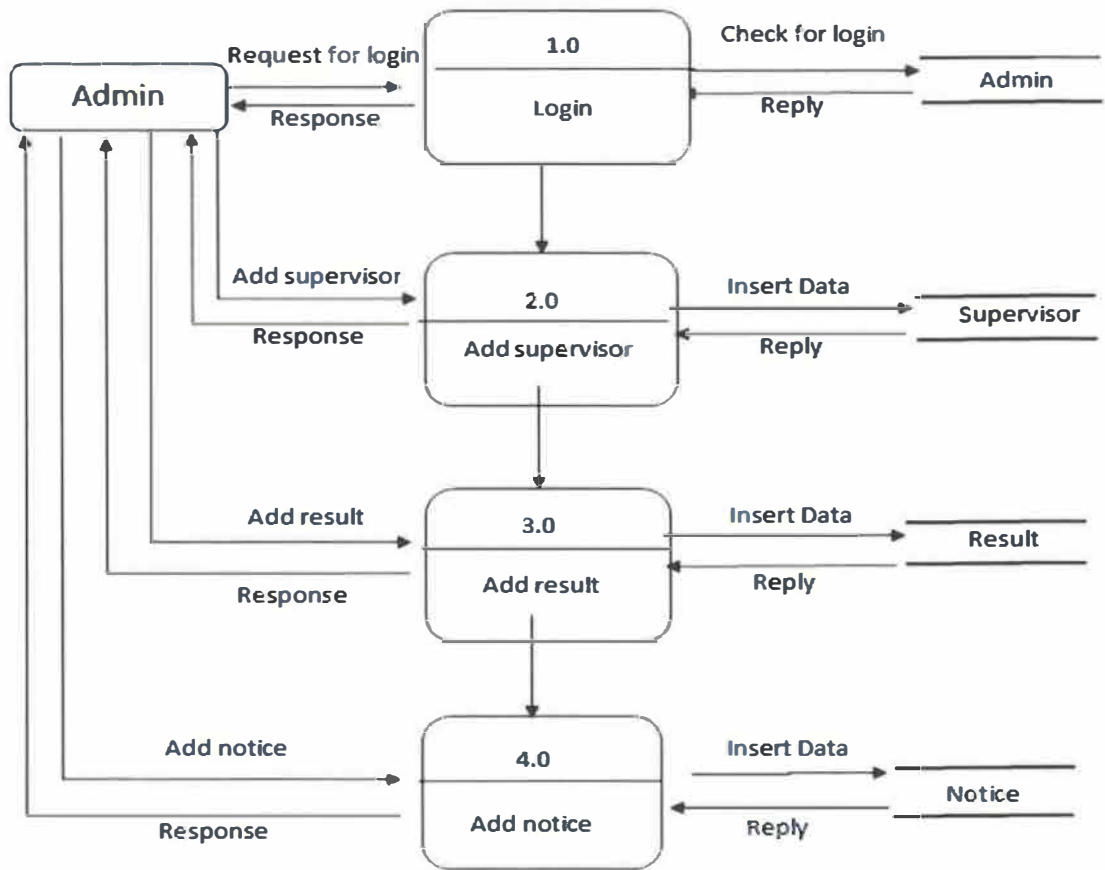 1.0
Check for login
Request for login
Admin
Admin
Response
Login
Reply
Add supervisor
2.0
Insert Data
Supervisor
Response
Add supervisor
Reply
Add result
3.0
Insert Data
Result
Response
Add result
Reply
Add notice
4.0
Insert Data
Notice
Response
Add notice
Reply